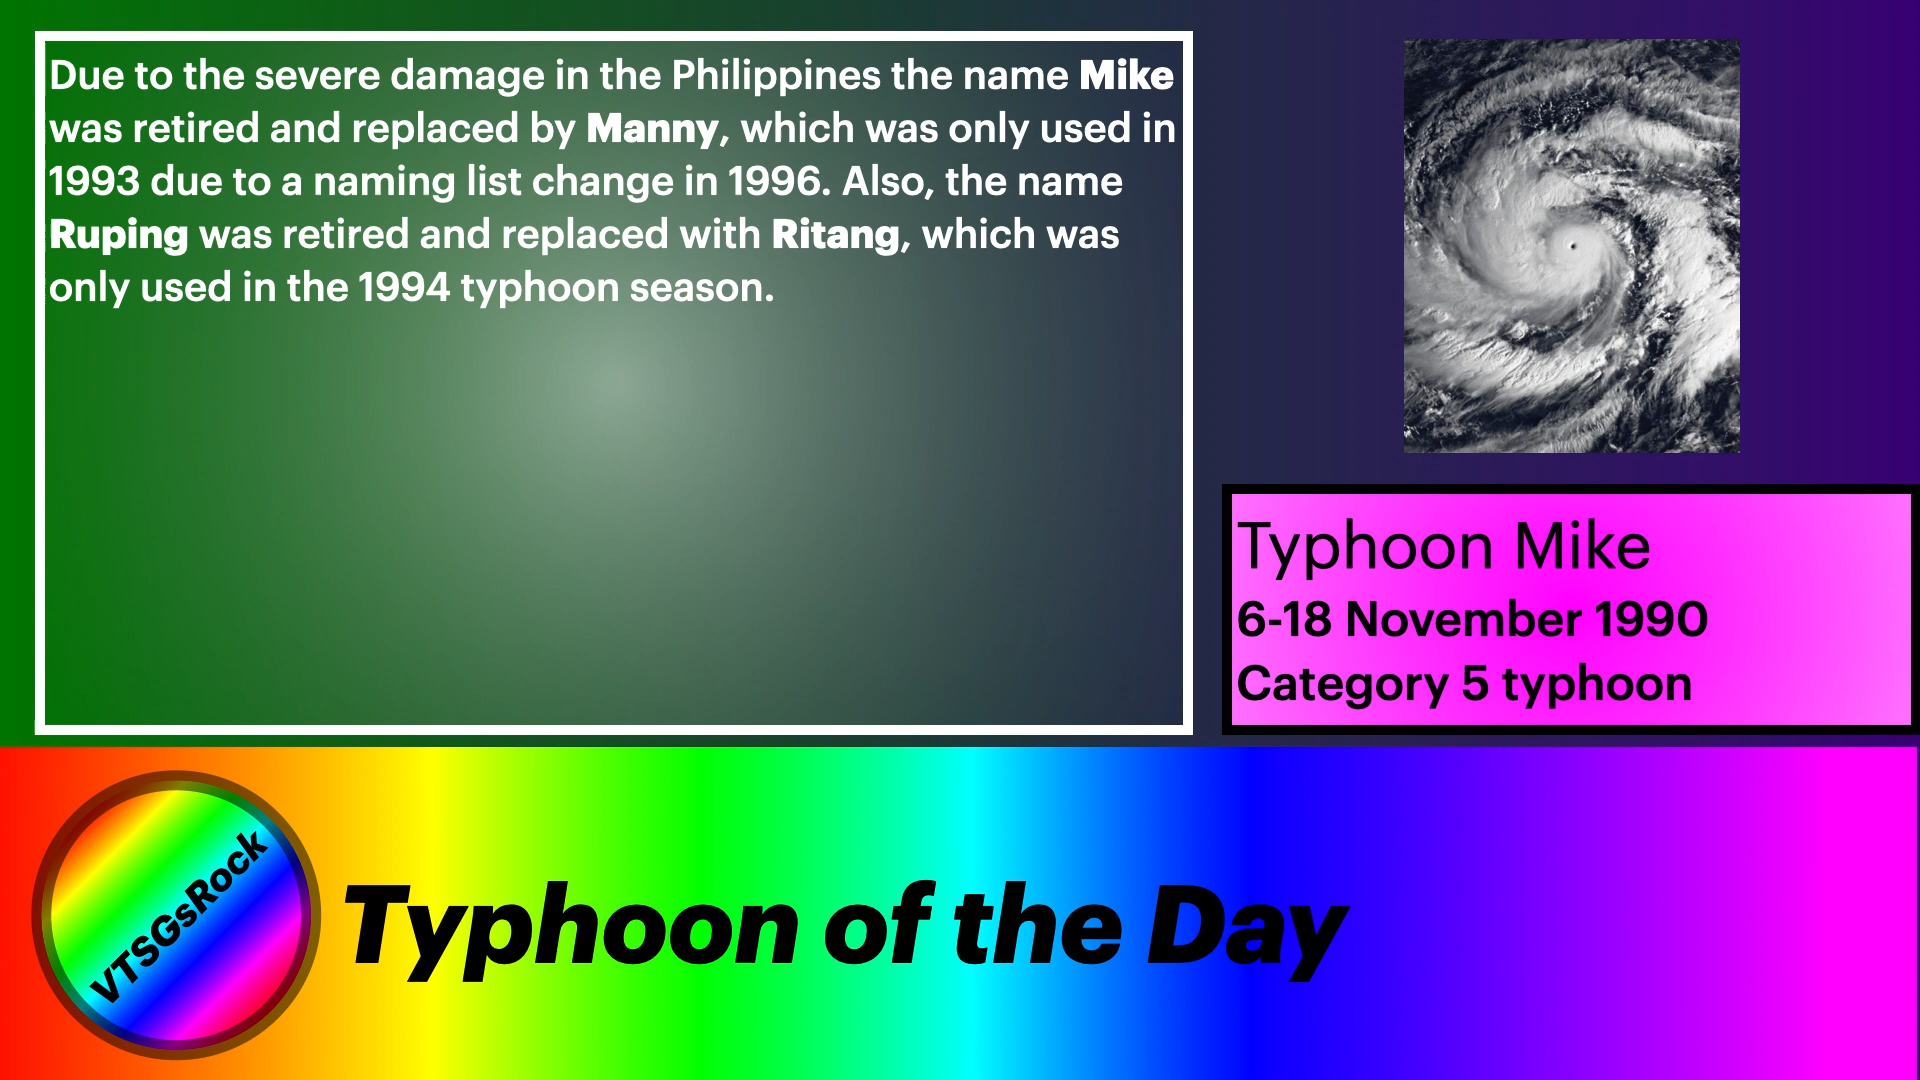 Due to the severe damage in the Philippines the name Mike
was retired and replaced by Manny, which was only used in
1993 due to a naming list change in 1996. Also, the name
Ruping was retired and replaced with Ritang, which was
only used in the 1994 typhoon season.
Typhoon Mike
6-18 November 1990
Category 5 typhoon
VTSGsRock
Typhoon of the Day